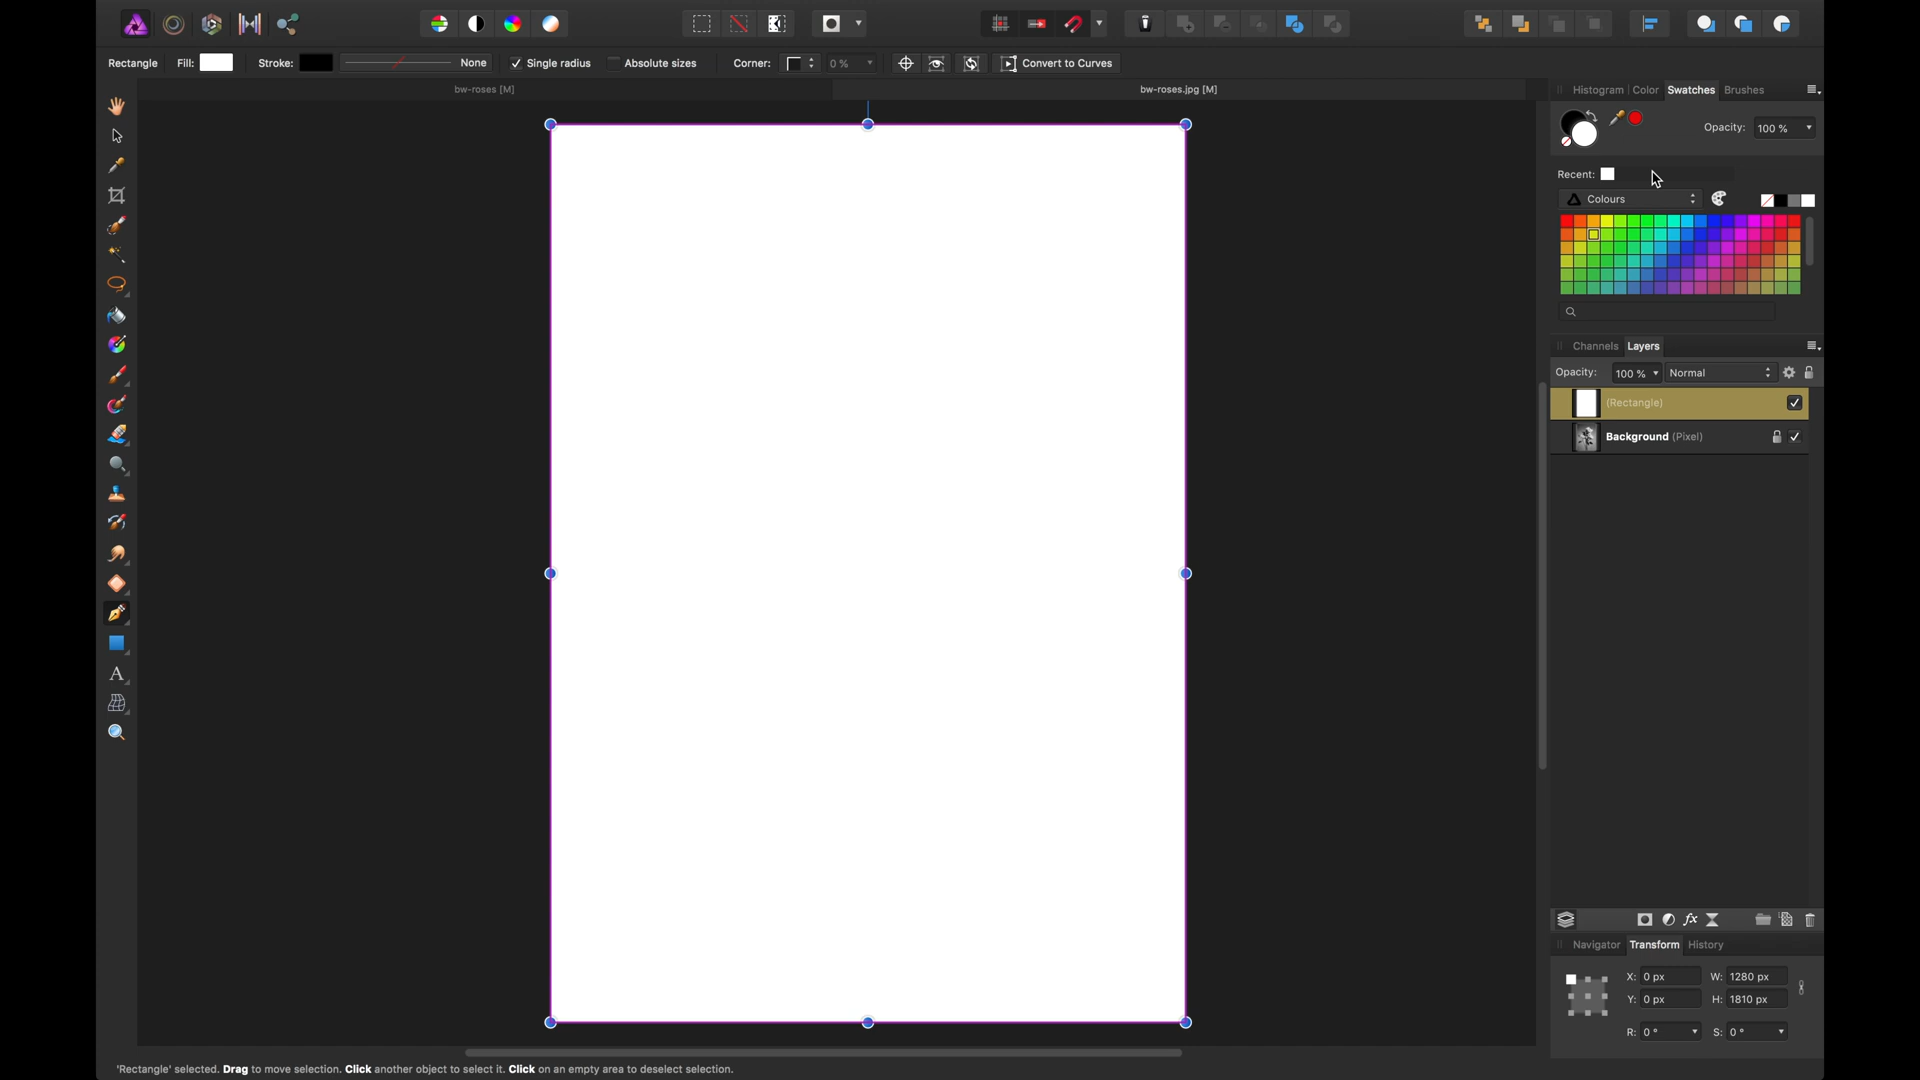 Rectangle Fill: Stroke: None Single radius Absolute sizes Corner: 0 % Convert to Curves
bw-roses [M] bw-roses.jpg [M]
Histogram Color Swatches Brushes
Opacity: 100 %
Recent:
Colours
Channels Layers
Opacity: 100 % Normal
(Rectangle)
Background (Pixel)
fx
A
Navigator Transform History
X: 0 px W: 1280 px
Y: 0 px H: 1810 px
R: 0 ° S: 0 °
'Rectangle' selected. Drag to move selection. Click another object to select it. Click on an empty area to deselect selection.